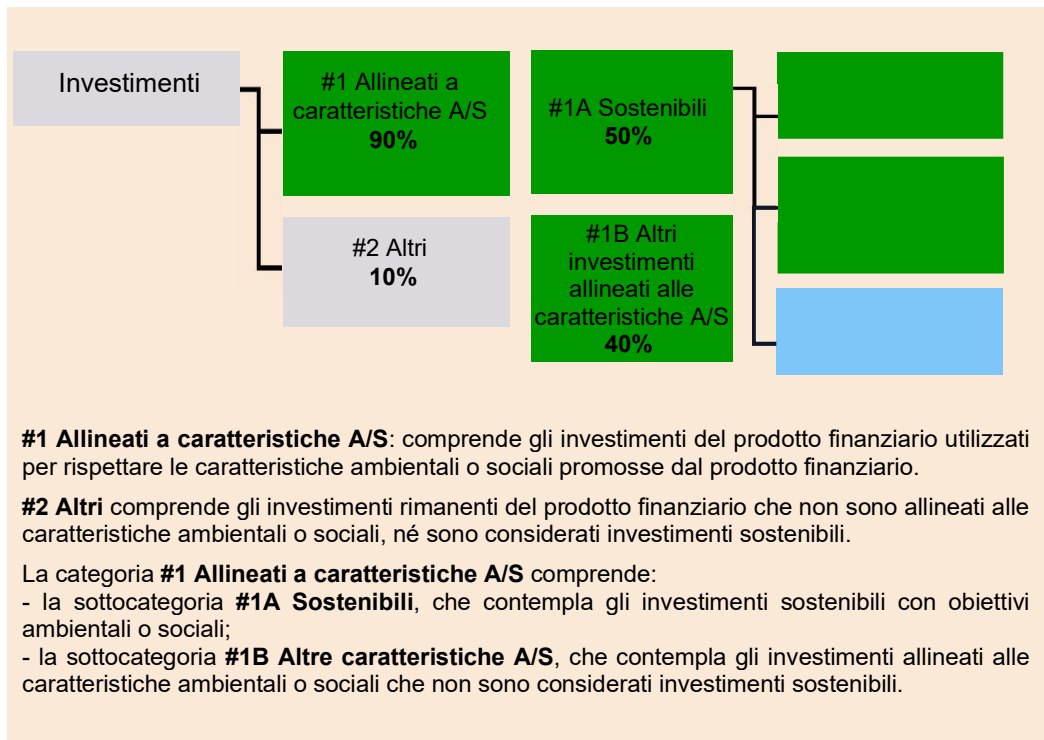 Investimenti
#1 Allineati a
caratteristiche A/S
90%
#2 Altri
10%
#1A Sostenibili
50%
#1B Altri
investimenti
allineati alle
caratteristiche A/S
40%
#1 Allineati a caratteristiche A/S: comprende gli investimenti del prodotto finanziario utilizzati
per rispettare le caratteristiche ambientali o sociali promosse dal prodotto finanziario.
#2 Altri comprende gli investimenti rimanenti del prodotto finanziario che non sono allineati alle
caratteristiche ambientali o sociali, né sono considerati investimenti sostenibili.
La categoria #1 Allineati a caratteristiche A/S comprende:
- la sottocategoria #1A Sostenibili, che contempla gli investimenti sostenibili con obiettivi
ambientali o sociali;
- la sottocategoria #1B Altre caratteristiche A/S, che contempla gli investimenti allineati alle
caratteristiche ambientali o sociali che non sono considerati investimenti sostenibili.